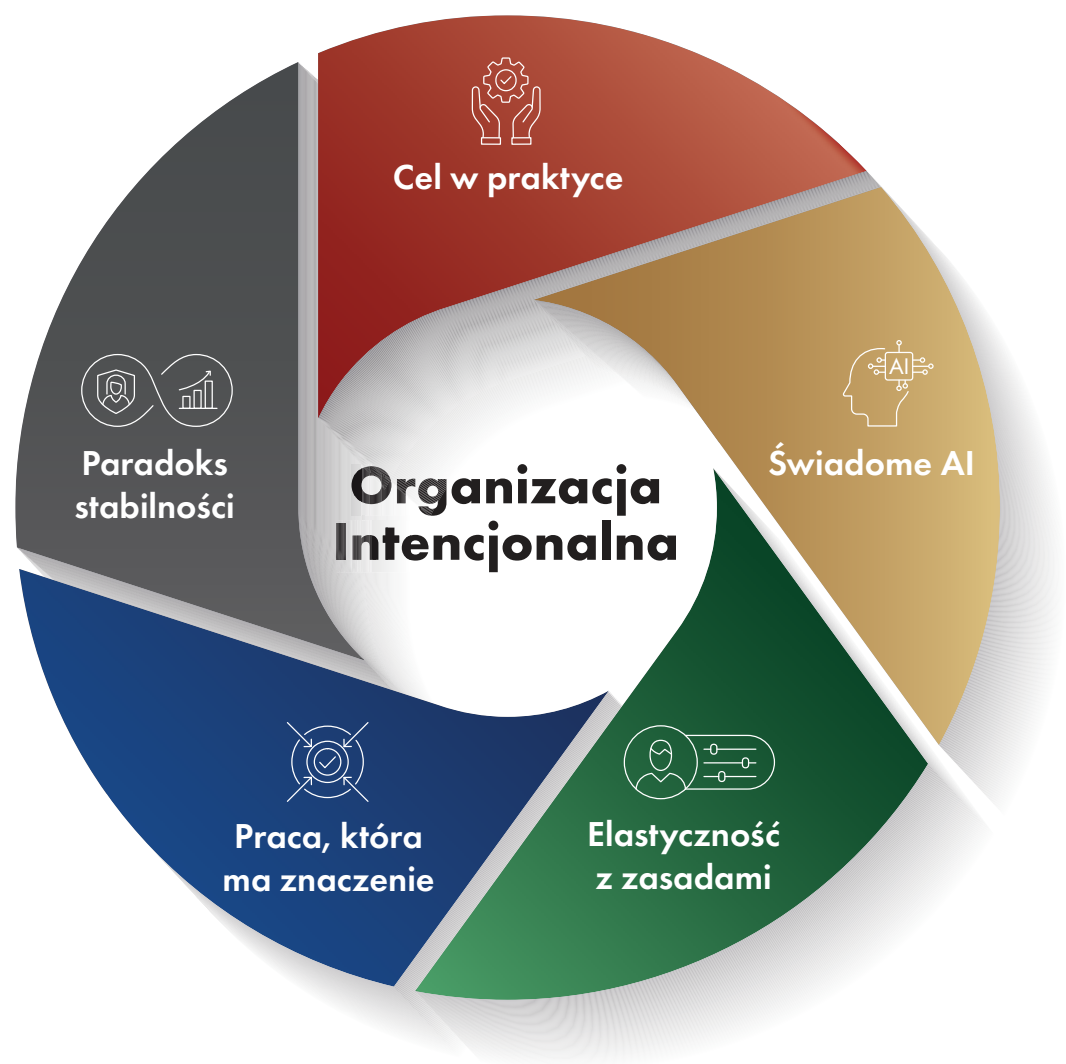 Cel w praktyce
AI
Świadome AI
Paradoks
stabilności
Organizacja
Intencjonalna
Praca, która
ma znaczenie
Elastyczność
z zasadami